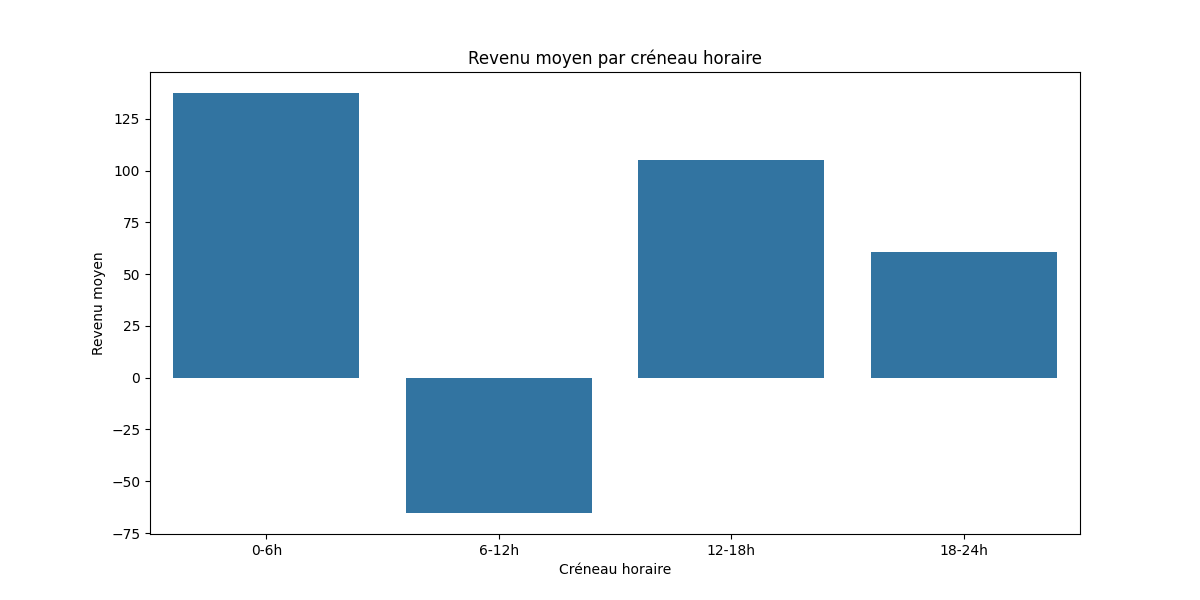 Revenu moyen par créneau horaire
Revenu moyen
125
100
75
50
25
0
−25
−50
−75
0-6h
6-12h
12-18h
18-24h
Créneau horaire